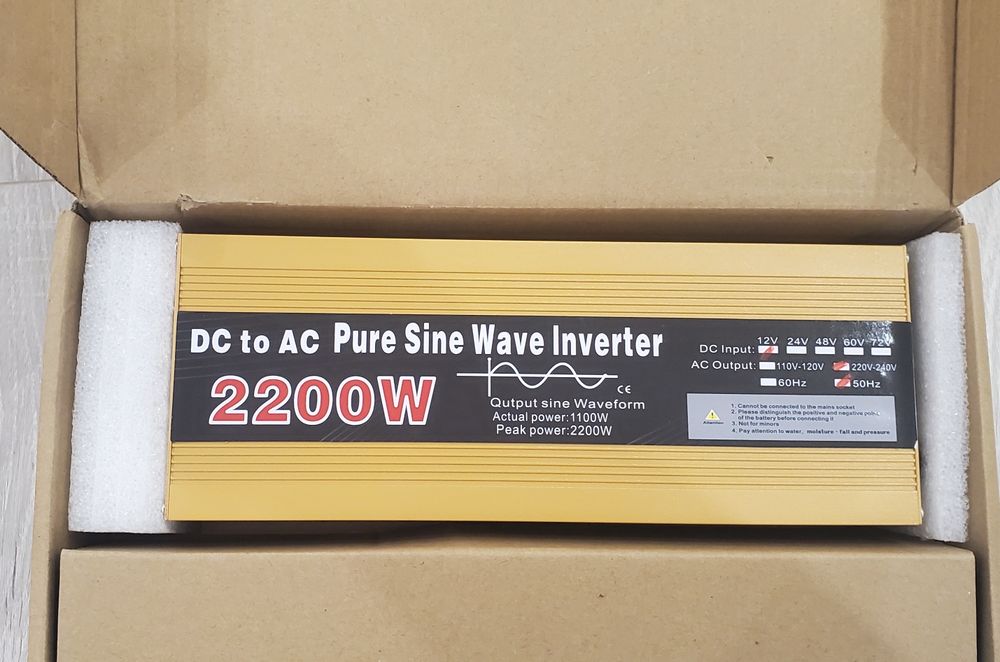 DC to AC Pure Sine Wave Inverter
2200W
CE
Qutput sine Waveform
Actual power:1100W
Peak power:2200W
12V 24V 48V 60V 72V
DC Input:
AC Output: 110V-120V 220V-240V
60Hz 50Hz
Attention
1. Cannot be connected to the mains socket
2. Please distinguish the positive and negative poles
of the battery before connecting it
3. Not for minors
4. Pay attention to water, moisture - fall and pressure